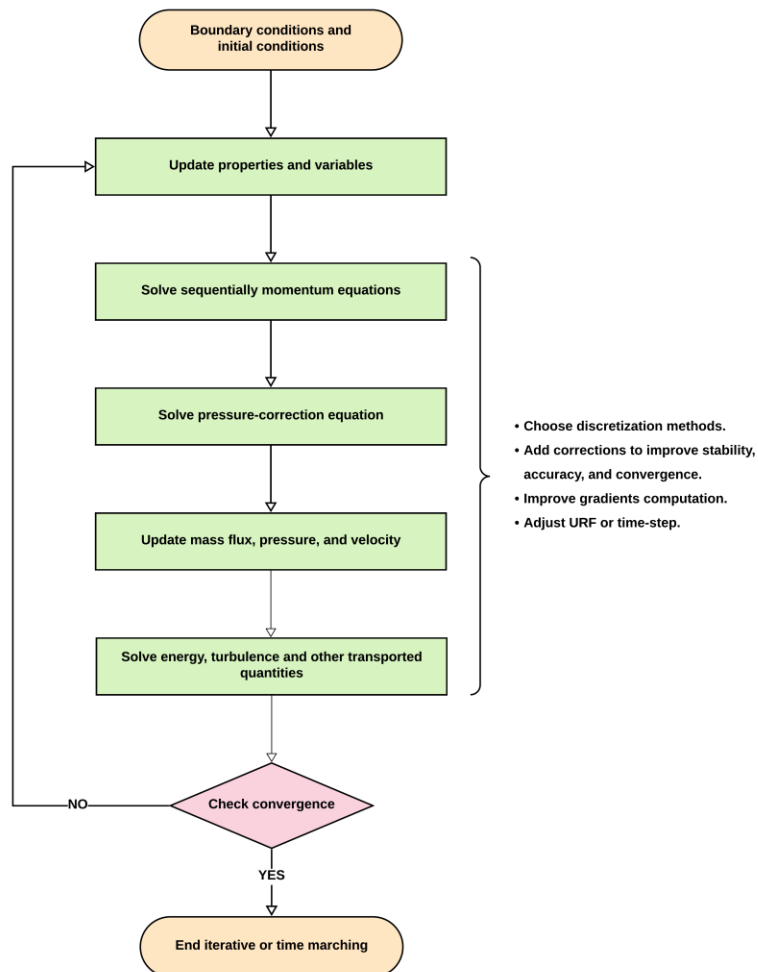 Boundary conditions and
initial conditions
Update properties and variables
Solve sequentially momentum equations
Solve pressure-correction equation
Update mass flux, pressure, and velocity
Solve energy, turbulence and other transported
quantities
• Choose discretization methods.
• Add corrections to improve stability,
accuracy, and convergence.
• Improve gradients computation.
• Adjust URF or time-step.
Check convergence
NO
YES
End iterative or time marching